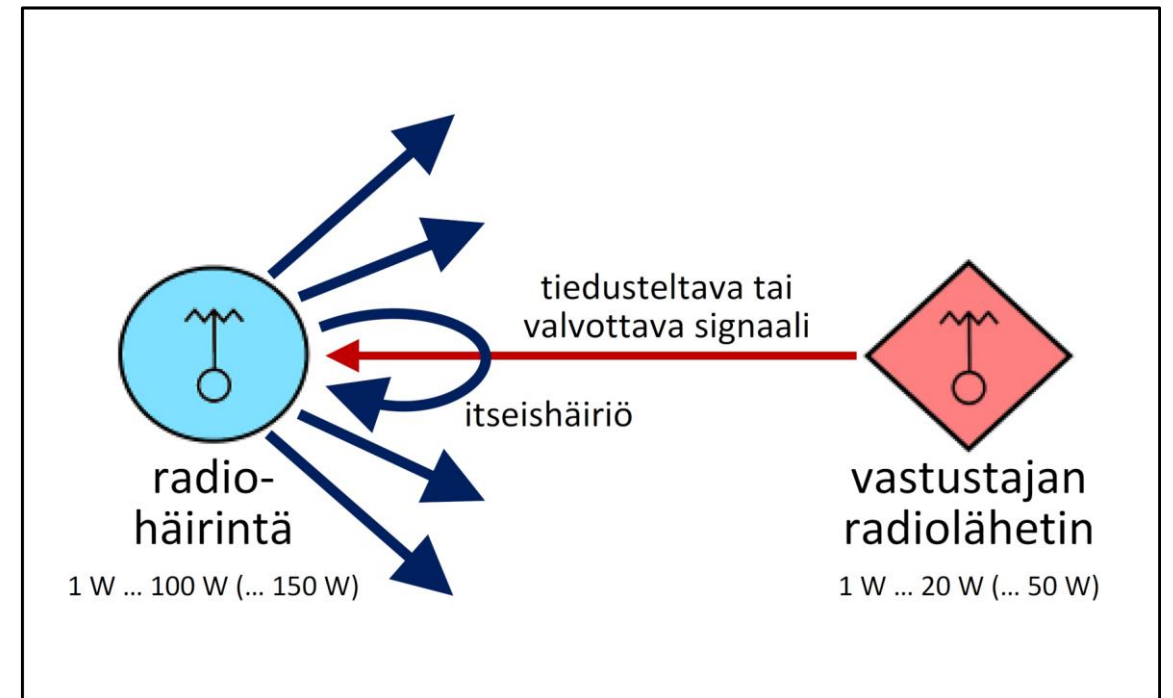 tiedusteltava tai
valvottava signaali
itseishäiriö
radio-
häirintä
1 W ... 100 W (... 150 W)
vastustajan
radiolähetin
1 W ... 20 W (... 50 W)